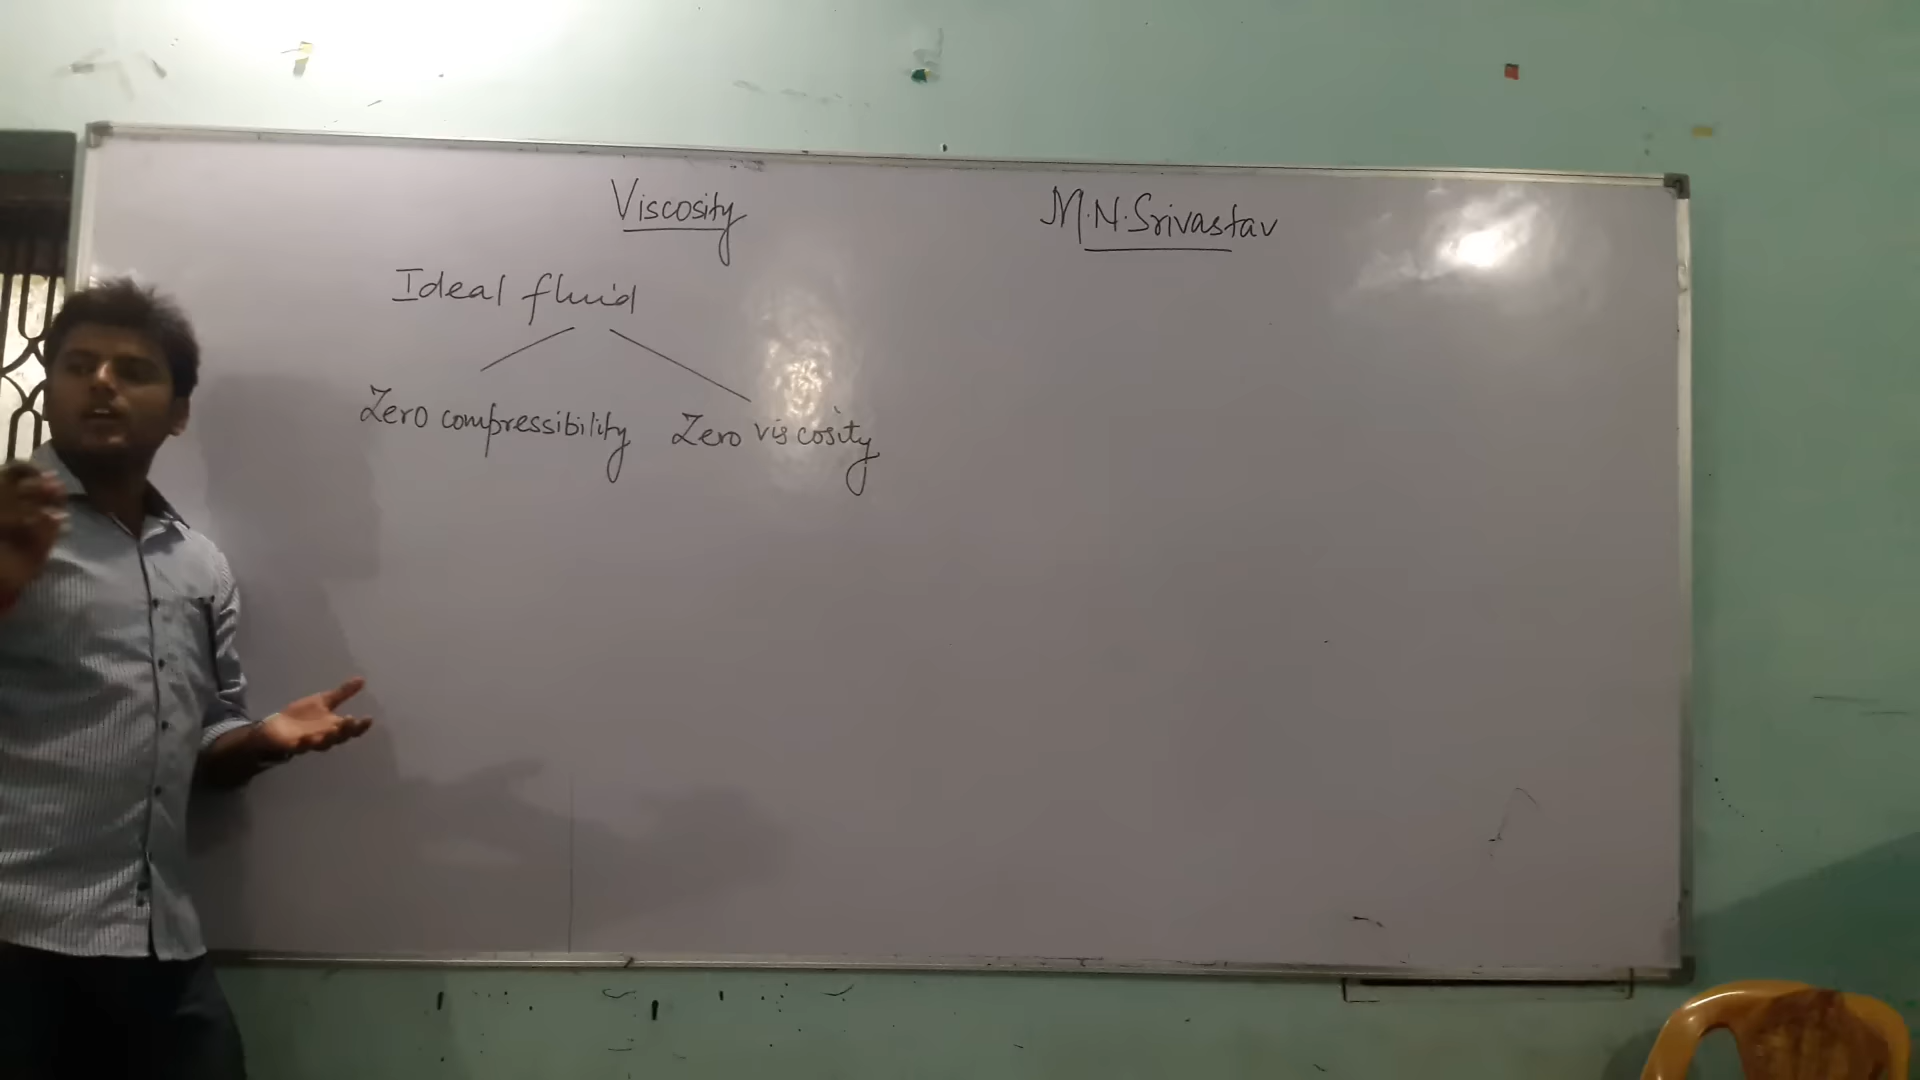 Viscosity
M.N.Srivastav
Ideal fluid
Zero compressibility
Zero viscosity